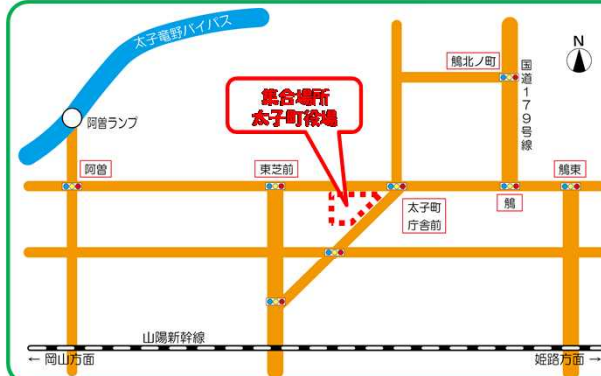 太子竜野バイパス
N
鵤北ノ町
国道179号線
集合場所
太子町役場
阿曽ランプ
阿曽
東芝前
鵤東
太子町
庁舎前
鵤
山陽新幹線
← 岡山方面
姫路方面 →